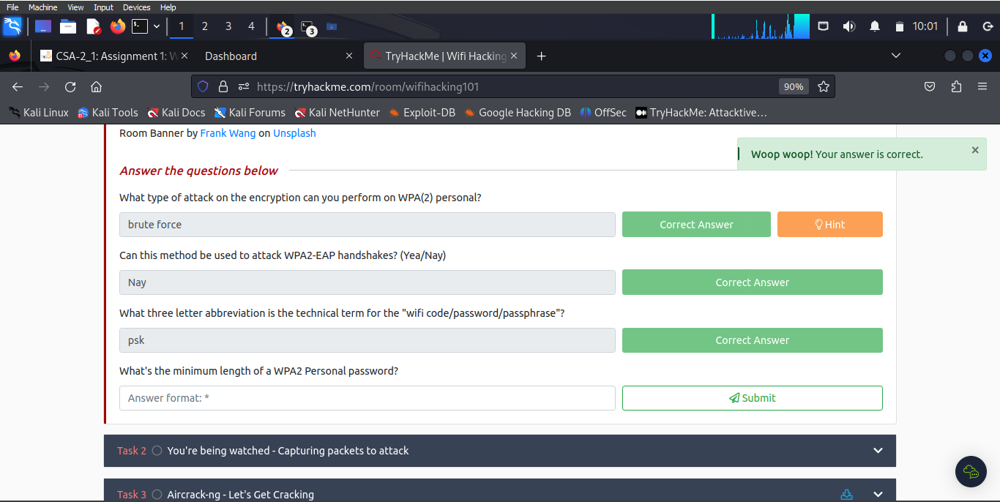 File Machine View Input Devices Help
1 2 3 4 2 3 10:01
CSA-2_1: Assignment 1: W Dashboard TryHackMe | Wifi Hacking
https://tryhackme.com/room/wifihacking101 90%
Kali Linux Kali Tools Kali Docs Kali Forums Kali NetHunter Exploit-DB Google Hacking DB OffSec TryHackMe: Attacktive…
Room Banner by Frank Wang on Unsplash
Woop woop! Your answer is correct. ×
Answer the questions below
What type of attack on the encryption can you perform on WPA(2) personal?
brute force Correct Answer Hint
Can this method be used to attack WPA2-EAP handshakes? (Yea/Nay)
Nay Correct Answer
What three letter abbreviation is the technical term for the "wifi code/password/passphrase"?
psk Correct Answer
What's the minimum length of a WPA2 Personal password?
Answer format: * Submit
Task 2 You're being watched - Capturing packets to attack
Task 3 Aircrack-ng - Let's Get Cracking